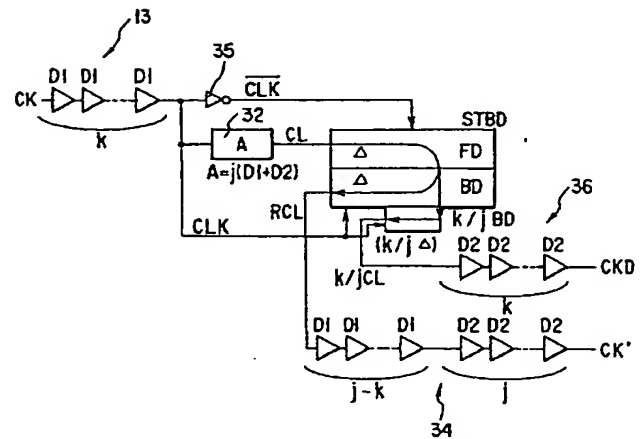 13
D1 D1 D1
CK
k
35
CLK
STBD
32
A
A=j(D1+D2)
CL
Δ FD
Δ BD
RCL
CLK
k/j BD
(k/j Δ)
36
k/jCL
D2 D2 D2
CKD
k
D1 D1 D1 D2 D2 D2
CK'
j-k j
34